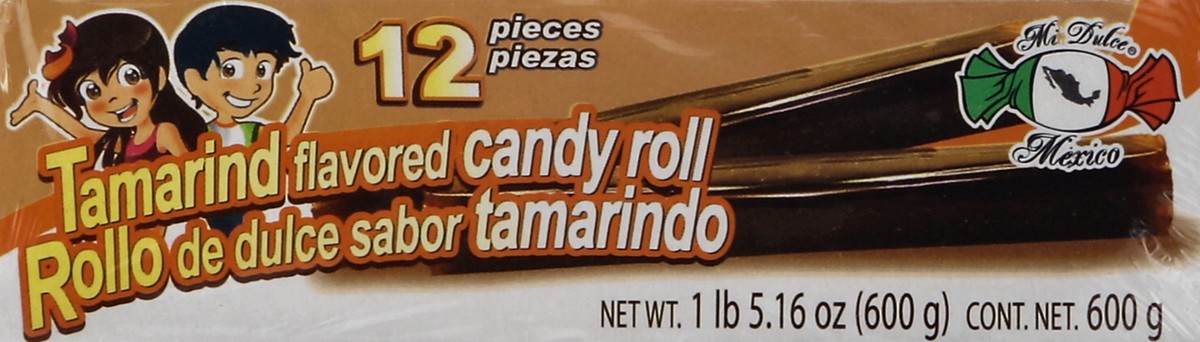 12
pieces
piezas
Mi Dulce®
México
Tamarind flavored candy roll
Rollo de dulce sabor tamarindo
NET WT. 1 lb 5.16 oz (600 g) CONT. NET. 600 g